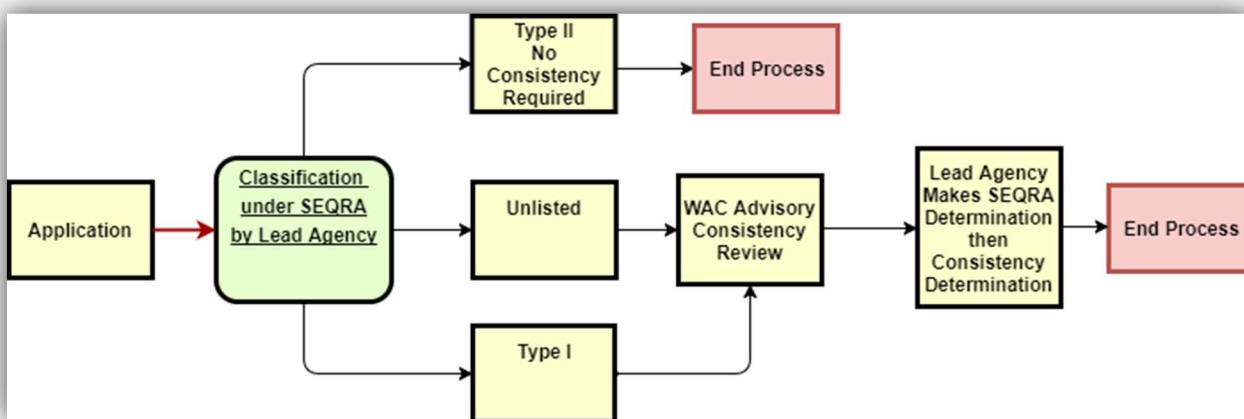 Type II
No
Consistency
Required
End Process
Application
Classification
under SEQRA
by Lead Agency
Unlisted
WAC Advisory
Consistency
Review
Lead Agency
Makes SEQRA
Determination
then
Consistency
Determination
End Process
Type I